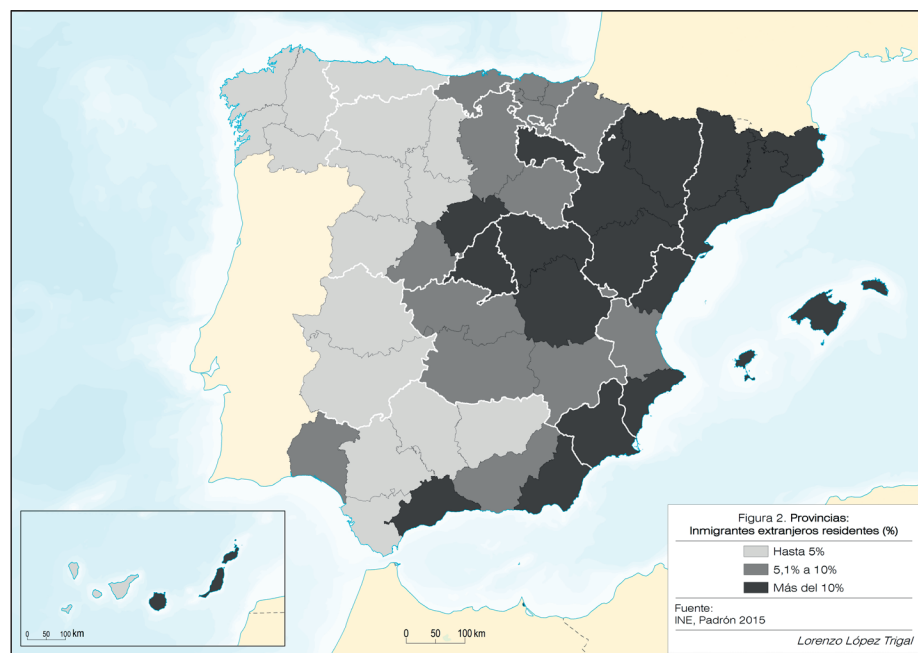 Figura 2. Provincias:
Inmigrantes extranjeros residentes (%)
Hasta 5%
5,1% a 10%
Más del 10%
Fuente:
INE, Padrón 2015
Lorenzo López Trigal
0 50 100 km
0 50 100 km